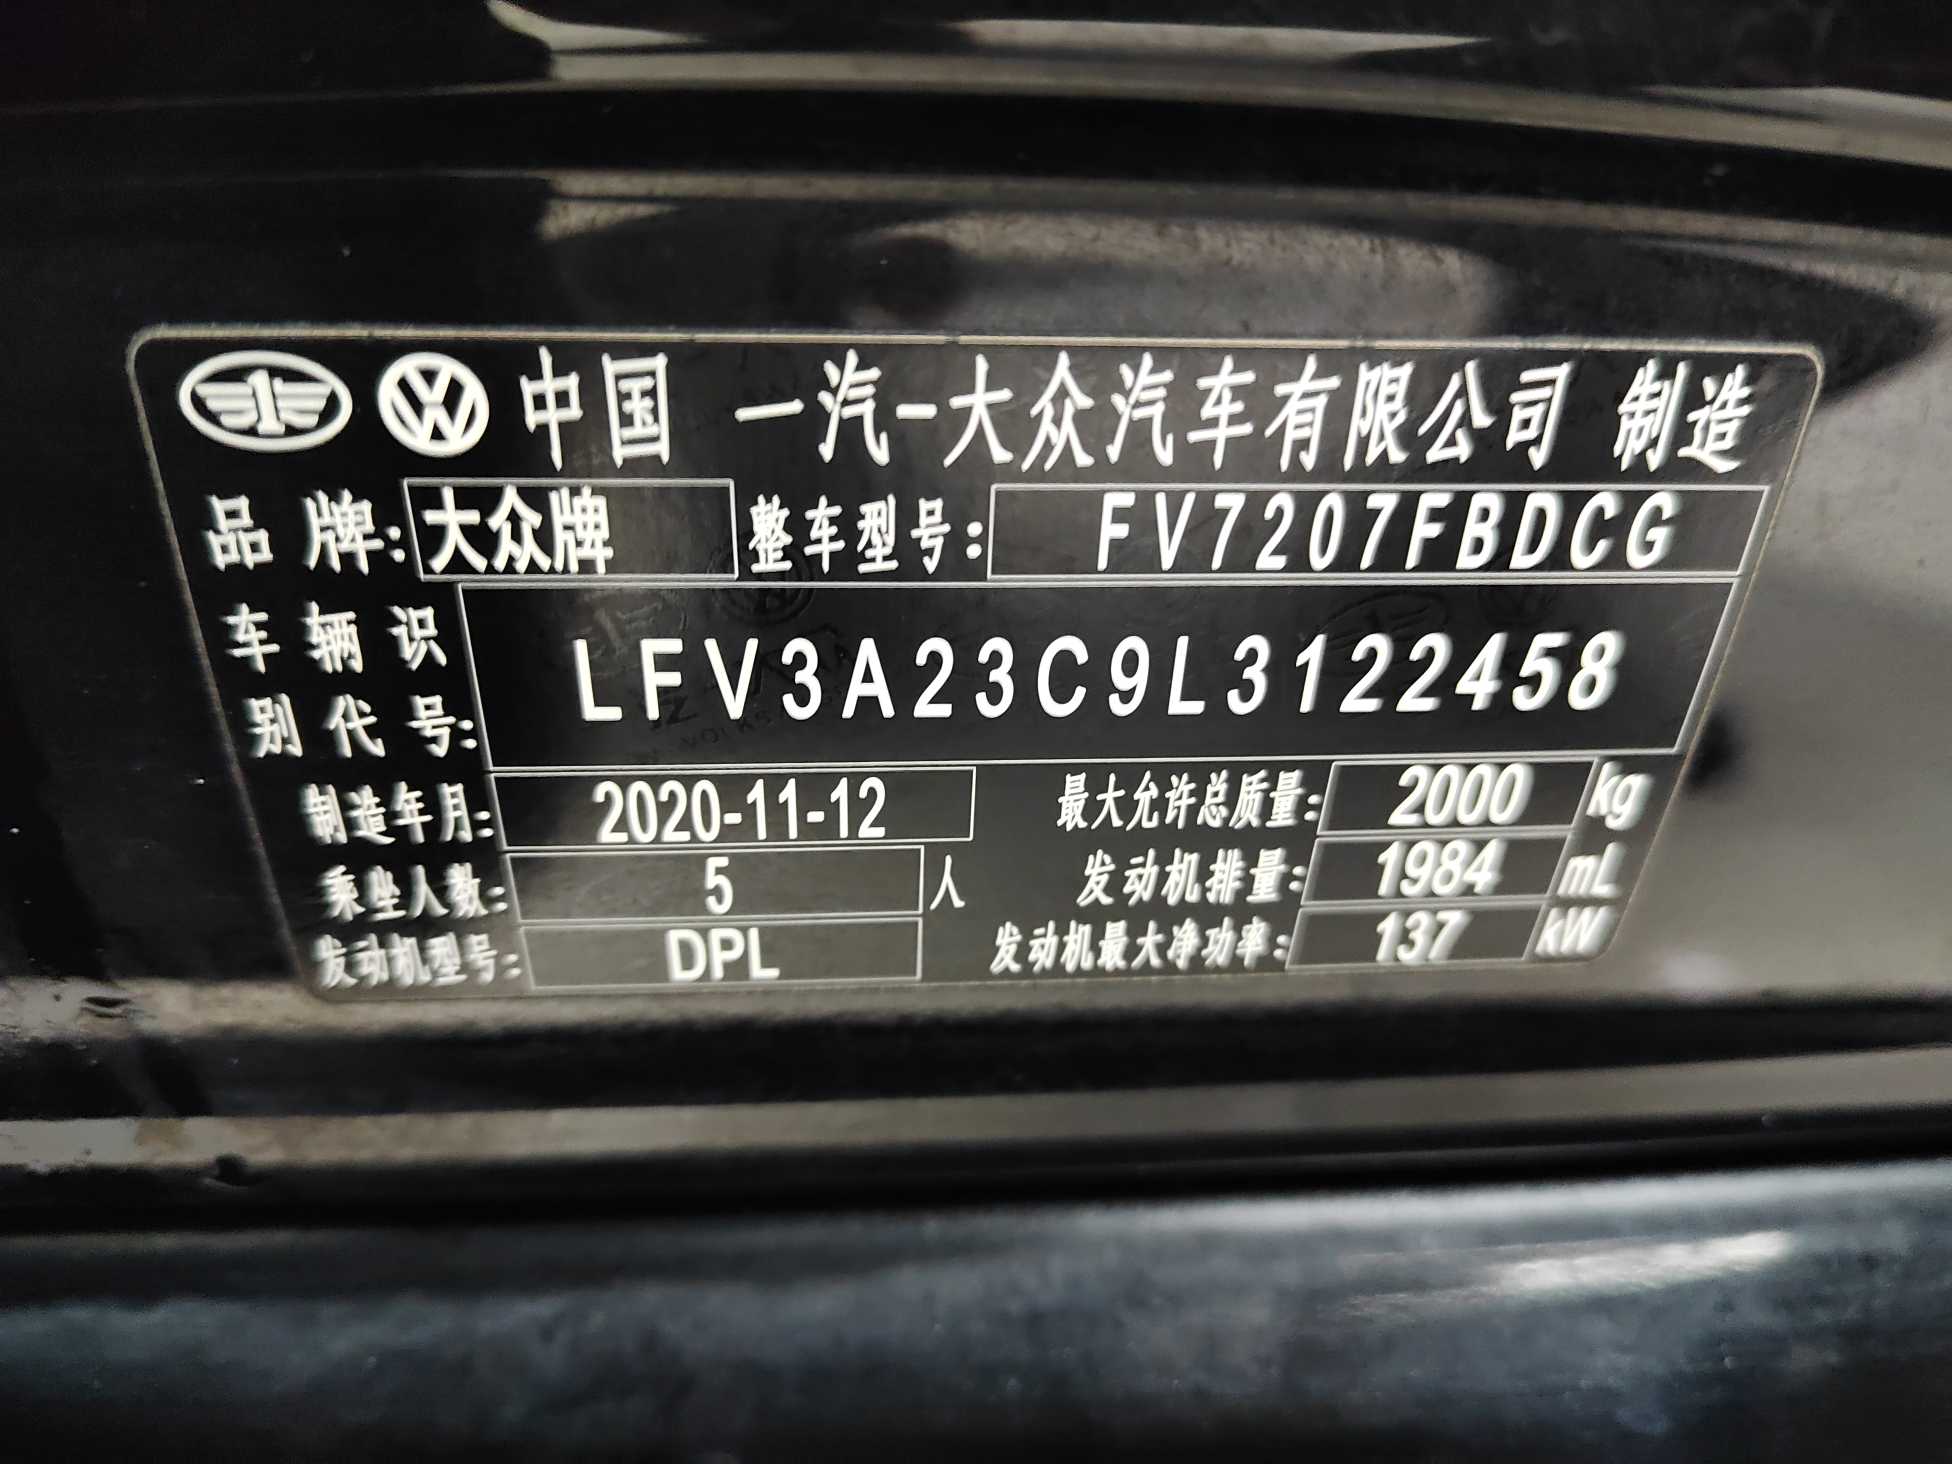 中国 一汽-大众汽车有限公司 制造
品牌: 大众牌 整车型号: FV7207FBDCG
车辆识别代号: LFV3A23C9L3122458
制造年月: 2020-11-12 最大允许总质量: 2000 kg
乘坐人数: 5 人 发动机排量: 1984 mL
发动机型号: DPL 发动机最大净功率: 137 kW